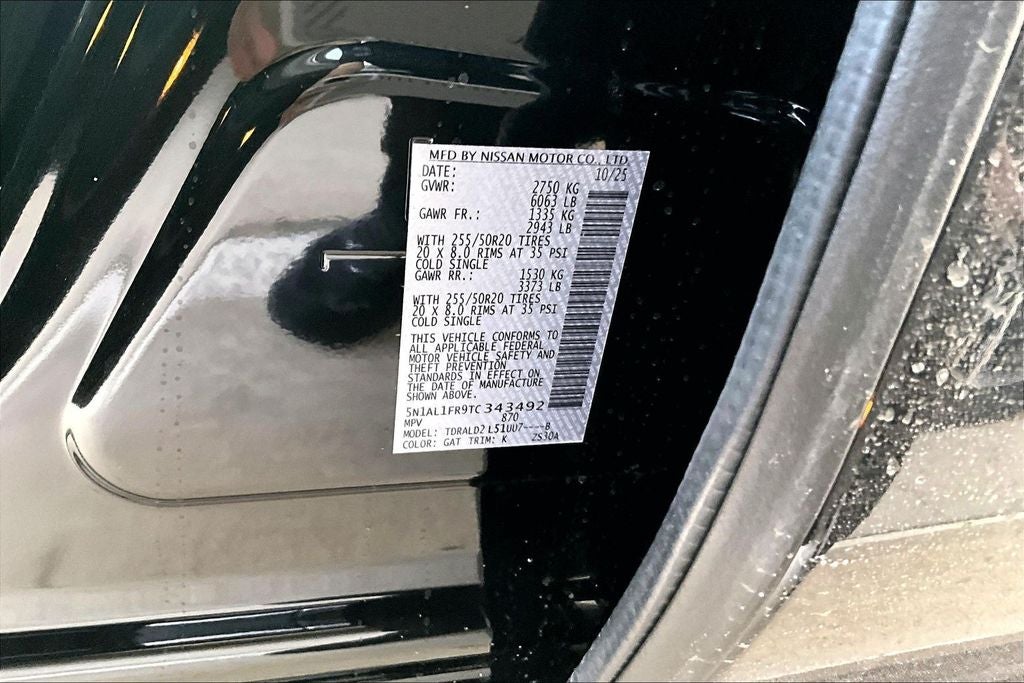 MFD BY NISSAN MOTOR CO., LTD
DATE: 10/25
GVWR: 2750 KG
6063 LB
GAWR FR.: 1335 KG
2943 LB
WITH 255/50R20 TIRES
20 X 8.0 RIMS AT 35 PSI
COLD SINGLE
GAWR RR.: 1530 KG
3373 LB
WITH 255/50R20 TIRES
20 X 8.0 RIMS AT 35 PSI
COLD SINGLE
THIS VEHICLE CONFORMS TO
ALL APPLICABLE FEDERAL
MOTOR VEHICLE SAFETY AND
THEFT PREVENTION
STANDARDS IN EFFECT ON
THE DATE OF MANUFACTURE
SHOWN ABOVE.
5N1AL1FR9TC343492
MPV 870
MODEL: TDRALD2 L51UU7----B
COLOR: GAT TRIM: K ZS30A